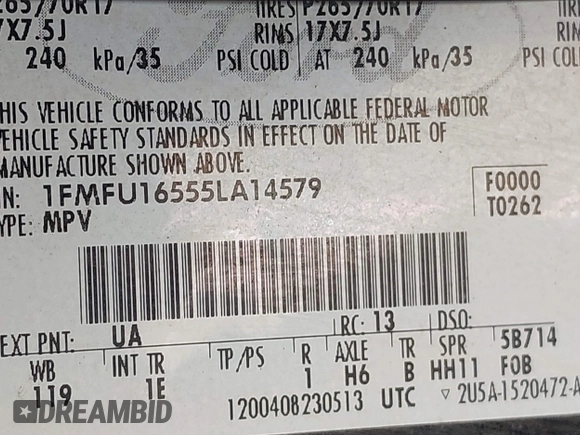 TIRES P265/70R17
17X7.5J RIMS 17X7.5J
240 kPa/35 PSI COLD AT 240 kPa/35
THIS VEHICLE CONFORMS TO ALL APPLICABLE FEDERAL MOTOR
VEHICLE SAFETY STANDARDS IN EFFECT ON THE DATE OF
MANUFACTURE SHOWN ABOVE.
1FMFU16555LA14579 F0000
TYPE: MPV T0262
EXT PNT: UA RC: 13 DSO:
WB INT TR TP/PS R AXLE TR SPR 5B714
119 1E 1 H6 B HH11 FOB
1200408230513 UTC ▽ 2U5A-1520472-A
Ford
DREAMBID